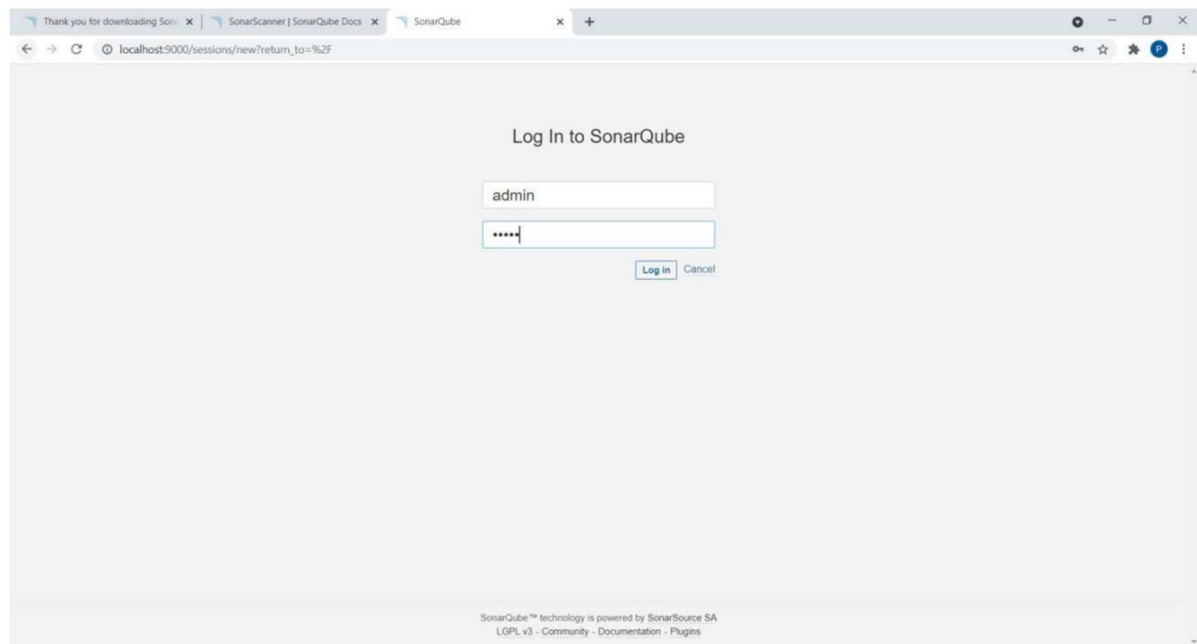 Thank you for downloading Son
SonarScanner | SonarQube Docs
SonarQube
localhost:9000/sessions/new?return_to=%2F
P
Log In to SonarQube
admin
•••••
Log in Cancel
SonarQube™ technology is powered by SonarSource SA
LGPL v3 - Community - Documentation - Plugins